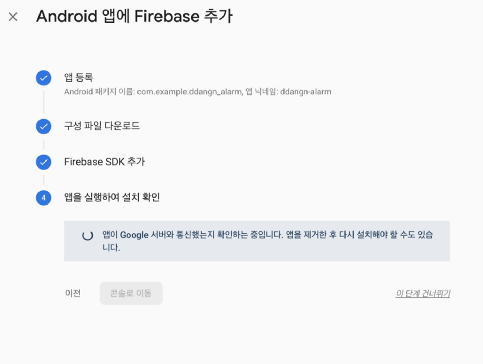 Android 앱에 Firebase 추가
앱 등록
Android 패키지 이름: com.example.ddangn_alarm, 앱 닉네임: ddangn-alarm
구성 파일 다운로드
Firebase SDK 추가
4 앱을 실행하여 설치 확인
앱이 Google 서버와 통신했는지 확인하는 중입니다. 앱을 제거한 후 다시 설치해야 할 수도 있습
니다.
이전 콘솔로 이동 이 단계 건너뛰기